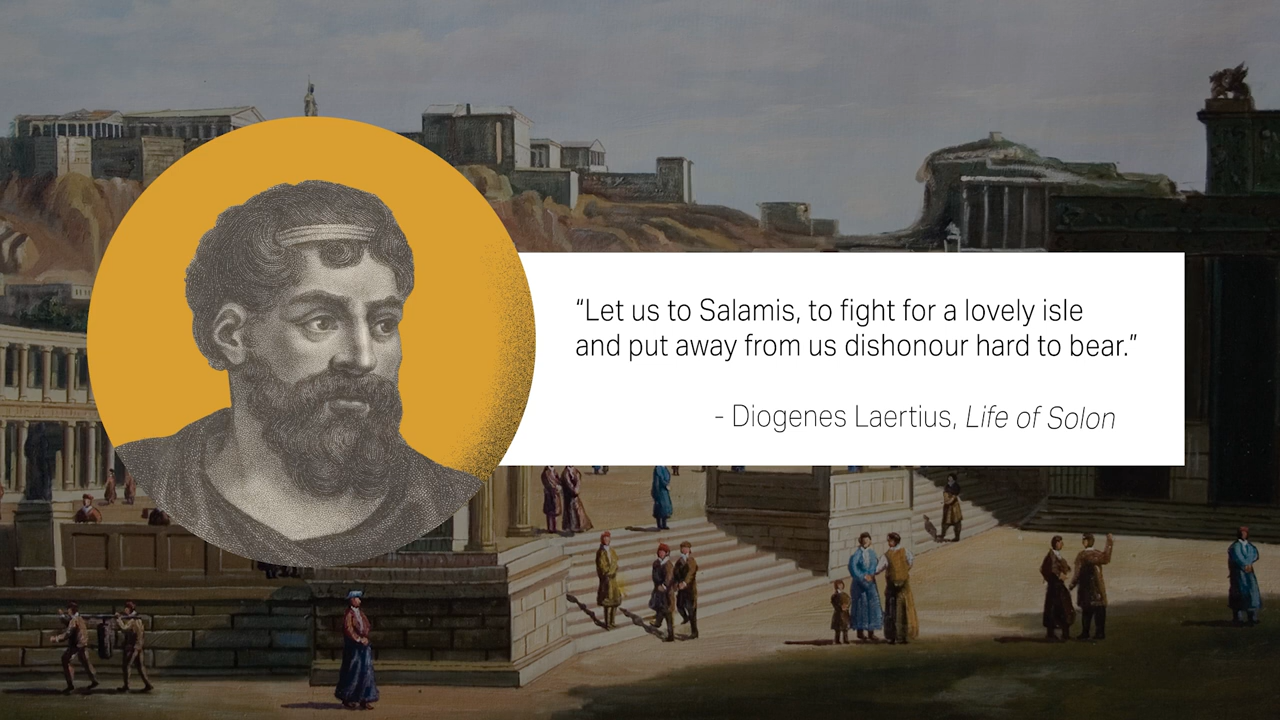 “Let us to Salamis, to fight for a lovely isle
and put away from us dishonour hard to bear.”
- Diogenes Laertius, Life of Solon